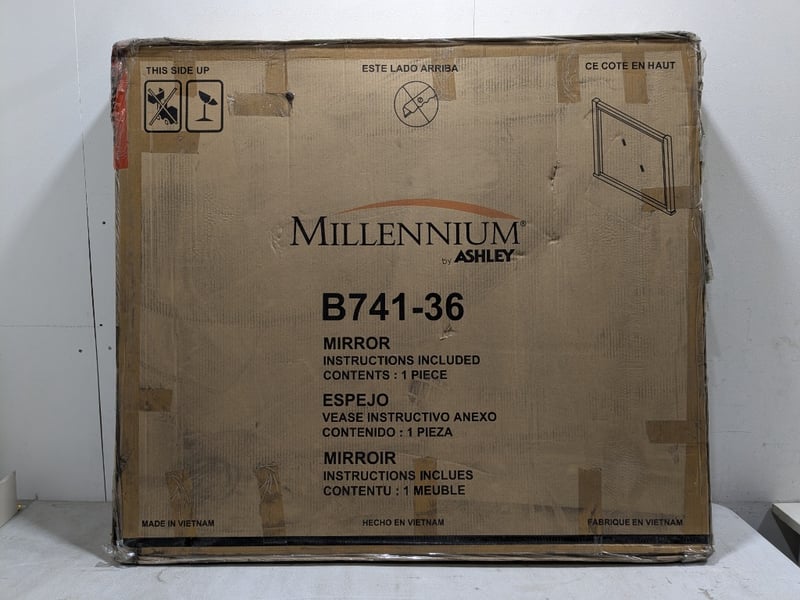 THIS SIDE UP
ESTE LADO ARRIBA
CE COTE EN HAUT
MILLENNIUM®
by ASHLEY
B741-36
MIRROR
INSTRUCTIONS INCLUDED
CONTENTS : 1 PIECE
ESPEJO
VEASE INSTRUCTIVO ANEXO
CONTENIDO : 1 PIEZA
MIRROIR
INSTRUCTIONS INCLUES
CONTENTU : 1 MEUBLE
MADE IN VIETNAM
HECHO EN VIETNAM
FABRIQUE EN VIETNAM